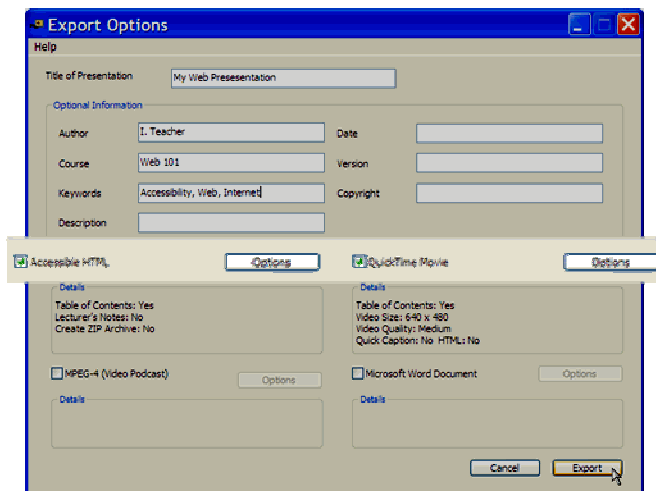 Export Options
Help
Title of Presentation My Web Presesentation
Optional Information
Author I. Teacher Date
Course Web 101 Version
Keywords Accessibility, Web, Internet Copyright
Description
Accessible HTML Options QuickTime Movie Options
Details Details
Table of Contents: Yes Table of Contents: Yes
Lecturer's Notes: No Video Size: 640 x 480
Create ZIP Archive: No Video Quality: Medium
Quick Caption: No HTML: No
MPEG-4 (Video Podcast) Options Microsoft Word Document Options
Details Details
Cancel Export